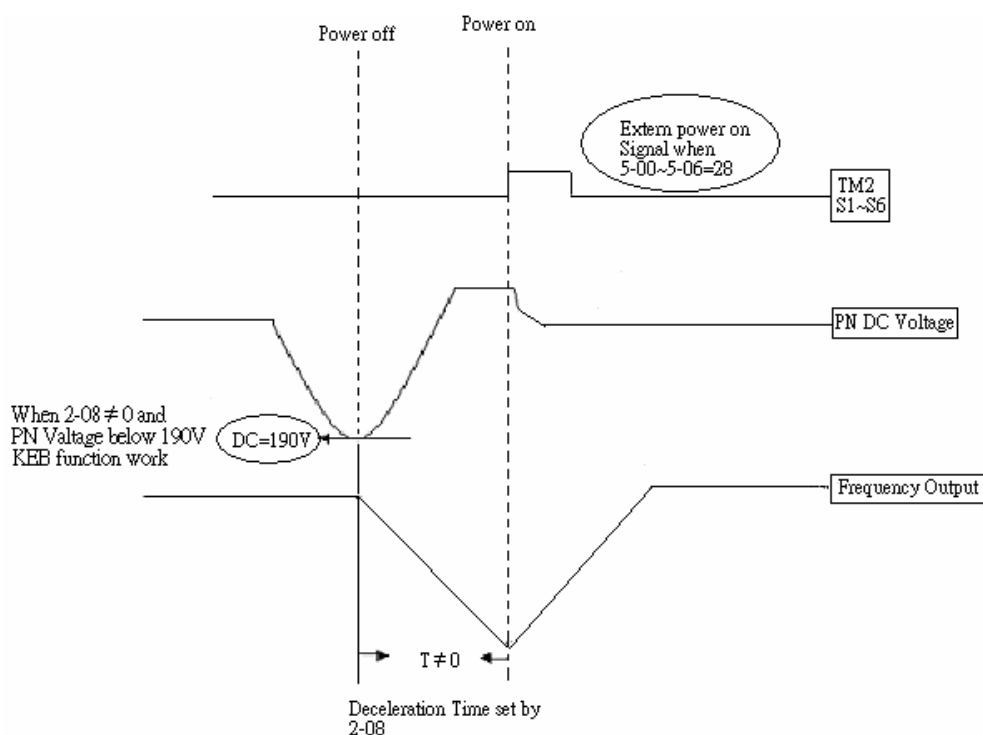 Power off
Power on
Extern power on
Signal when
5-00~5-06=28
TM2
S1~S6
PN DC Voltage
When 2-08≠0 and
PN Valtage below 190V
KEB function work
DC=190V
Frequency Output
T≠0
Deceleration Time set by
2-08